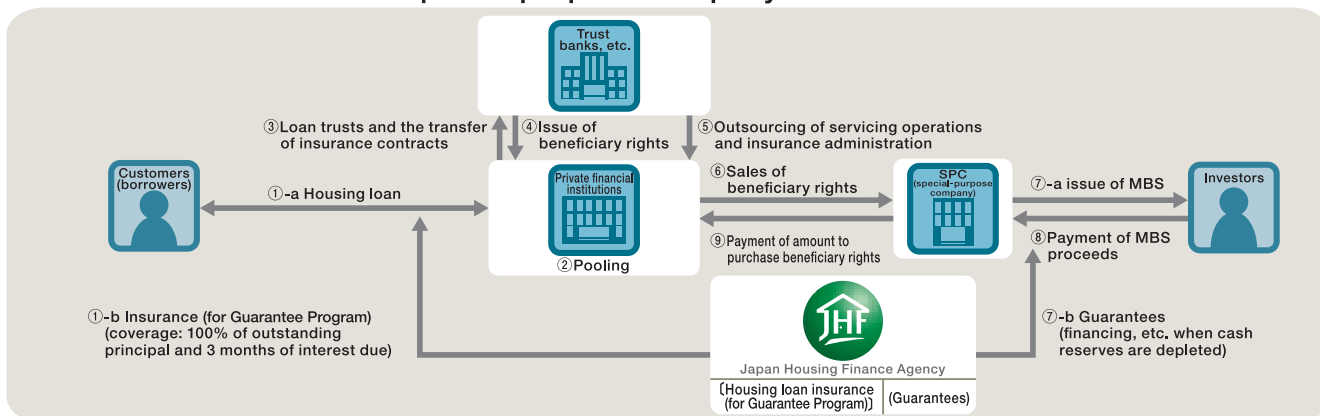 Trust
banks, etc.
③Loan trusts and the transfer
of insurance contracts
④Issue of
beneficiary rights
⑤Outsourcing of servicing operations
and insurance administration
Customers
(borrowers)
①-a Housing loan
Private financial
institutions
②Pooling
⑥Sales of
beneficiary rights
⑨Payment of amount to
purchase beneficiary rights
SPC
(special-purpose
company)
⑦-a issue of MBS
⑧Payment of MBS
proceeds
Investors
①-b Insurance (for Guarantee Program)
(coverage: 100% of outstanding
principal and 3 months of interest due)
JHF
Japan Housing Finance Agency
〔Housing loan insurance
(for Guarantee Program)〕
(Guarantees)
⑦-b Guarantees
(financing, etc. when cash
reserves are depleted)